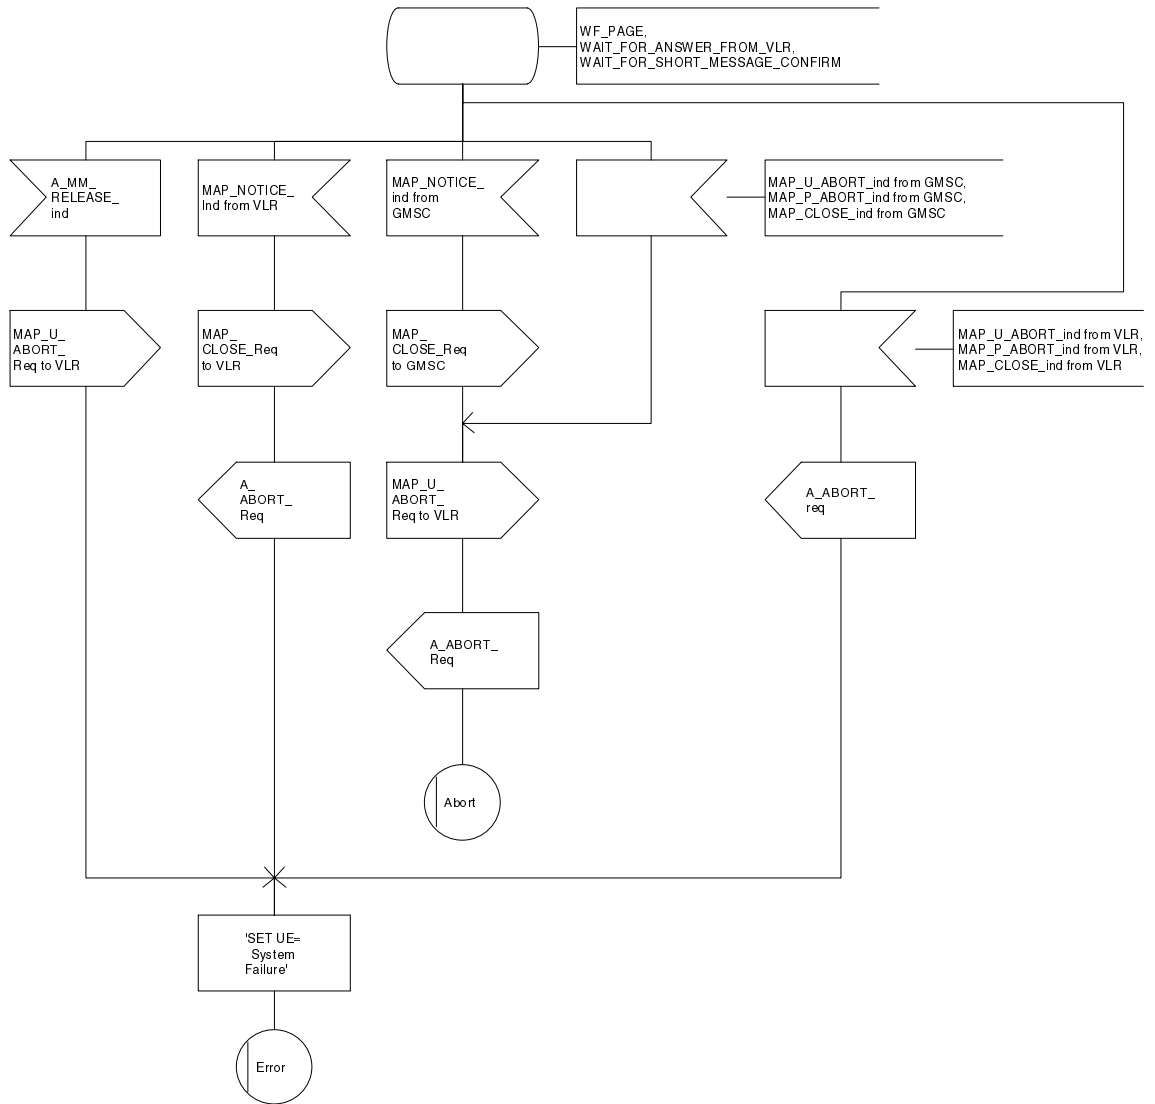 WF_PAGE,
WAIT_FOR_ANSWER_FROM_VLR,
WAIT_FOR_SHORT_MESSAGE_CONFIRM
A_MM_
RELEASE_
ind
MAP_NOTICE_
Ind from VLR
MAP_NOTICE_
ind from
GMSC
MAP_U_ABORT_ind from GMSC,
MAP_P_ABORT_ind from GMSC,
MAP_CLOSE_ind from GMSC
MAP_U_
ABORT_
Req to VLR
MAP_
CLOSE_Req
to VLR
MAP_
CLOSE_Req
to GMSC
MAP_U_ABORT_ind from VLR,
MAP_P_ABORT_ind from VLR,
MAP_CLOSE_ind from VLR
A_
ABORT_
Req
MAP_U_
ABORT_
Req to VLR
A_ABORT_
req
A_ABORT_
Req
Abort
'SET UE=
System
Failure'
Error